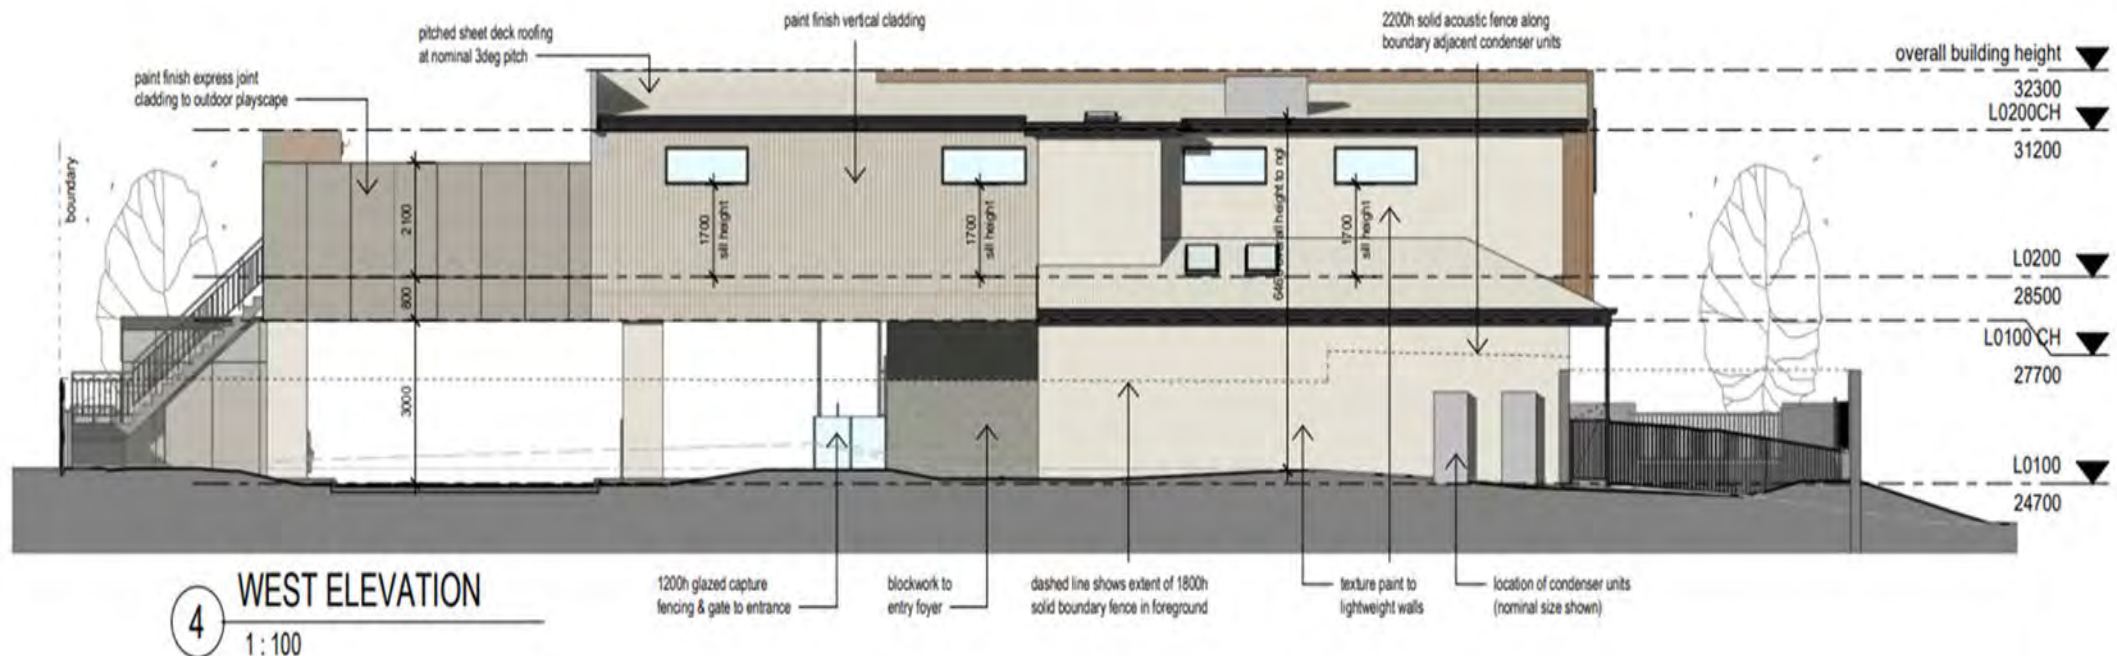 paint finish express joint
cladding to outdoor playscape
pitched sheet deck roofing
at nominal 3deg pitch
paint finish vertical cladding
2200h solid acoustic fence along
boundary adjacent condenser units
overall building height
32300
L0200CH
31200
L0200
28500
L0100 CH
27700
L0100
24700
boundary
2100
800
3000
1700
sill height
1700
sill height
overall height to ngl
1700
sill height
1200h glazed capture
fencing & gate to entrance
blockwork to
entry foyer
dashed line shows extent of 1800h
solid boundary fence in foreground
texture paint to
lightweight walls
location of condenser units
(nominal size shown)
4
WEST ELEVATION
1 : 100